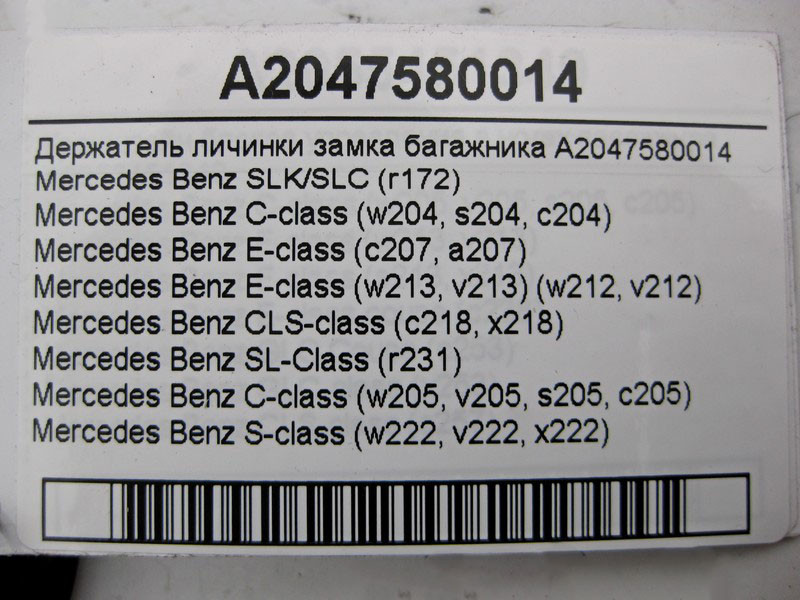 A2047580014
Держатель личинки замка багажника A2047580014
Mercedes Benz SLK/SLC (r172)
Mercedes Benz C-class (w204, s204, c204)
Mercedes Benz E-class (c207, a207)
Mercedes Benz E-class (w213, v213) (w212, v212)
Mercedes Benz CLS-class (c218, x218)
Mercedes Benz SL-Class (r231)
Mercedes Benz C-class (w205, v205, s205, c205)
Mercedes Benz S-class (w222, v222, x222)